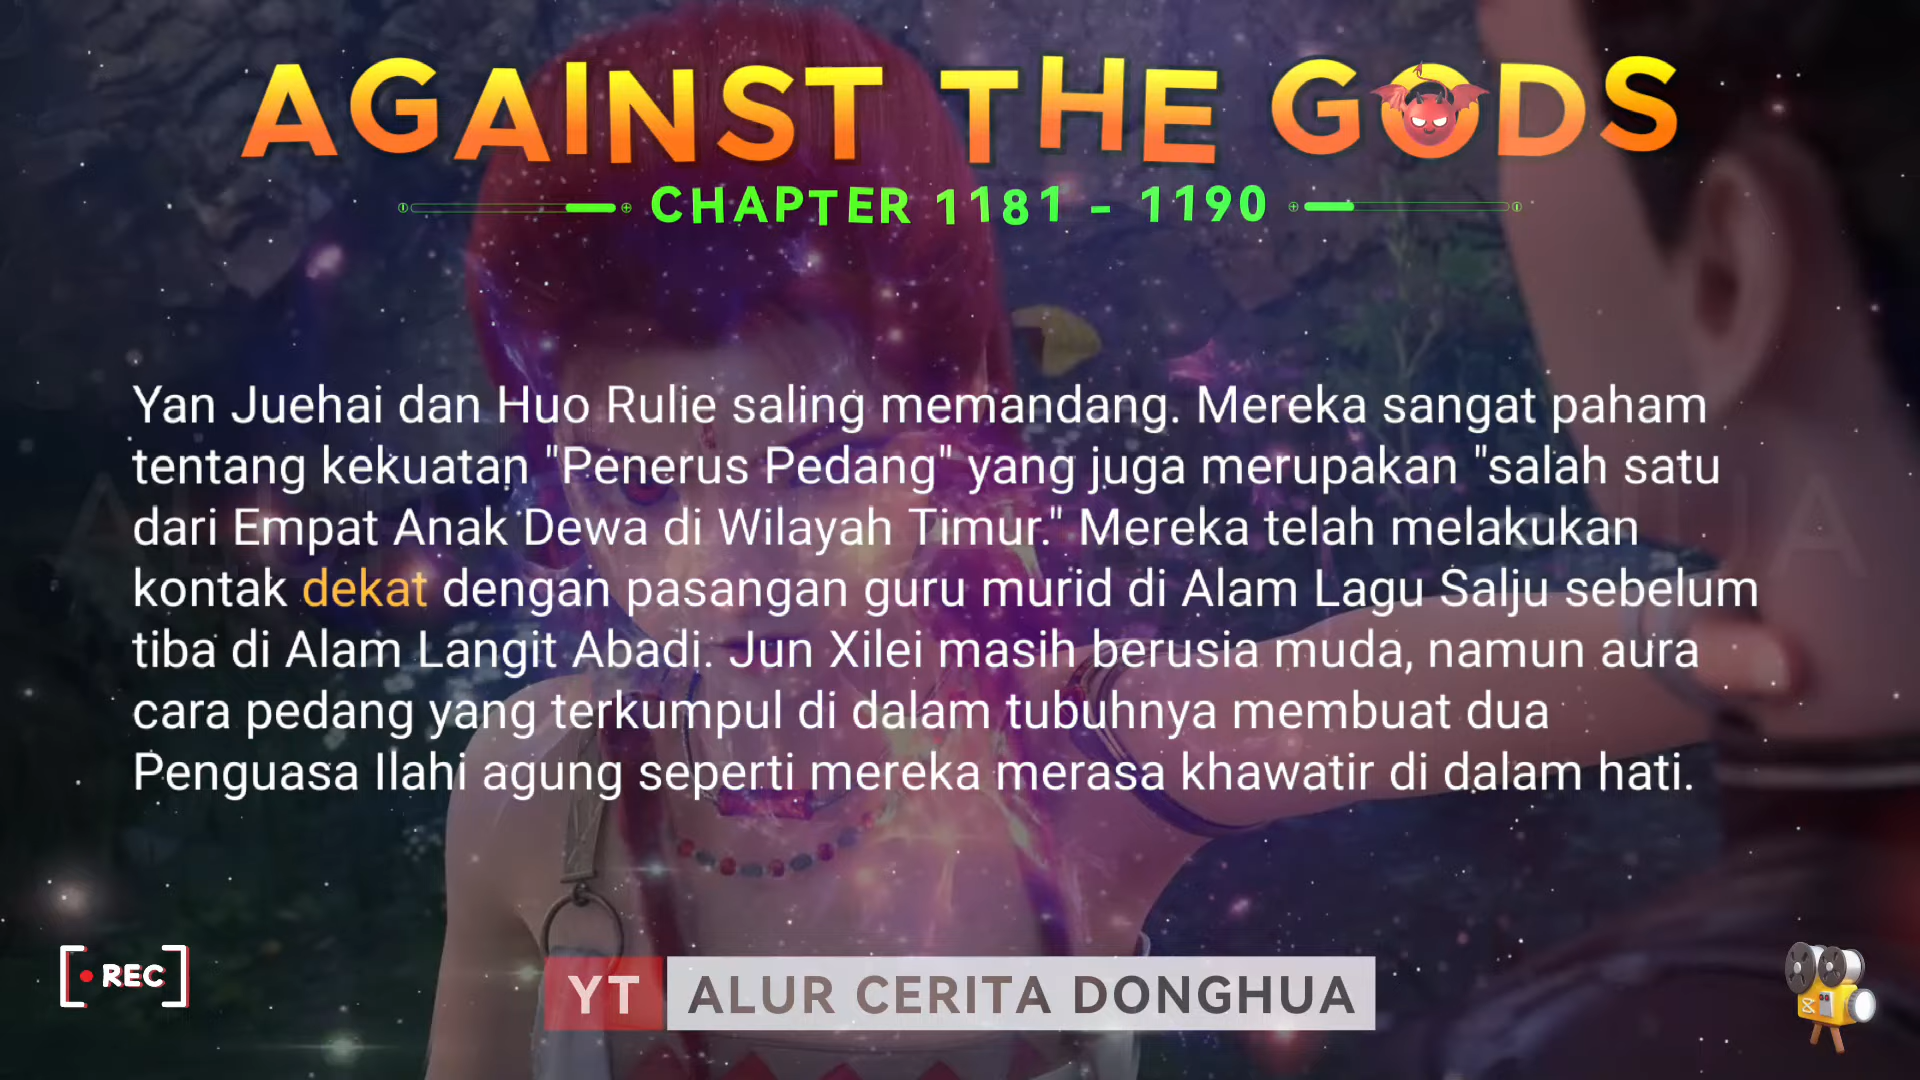 AGAINST THE GODS
CHAPTER 1181 - 1190
Yan Juehai dan Huo Rulie saling memandang. Mereka sangat paham
tentang kekuatan "Penerus Pedang" yang juga merupakan "salah satu
dari Empat Anak Dewa di Wilayah Timur." Mereka telah melakukan
kontak dekat dengan pasangan guru murid di Alam Lagu Salju sebelum
tiba di Alam Langit Abadi. Jun Xilei masih berusia muda, namun aura
cara pedang yang terkumpul di dalam tubuhnya membuat dua
Penguasa Ilahi agung seperti mereka merasa khawatir di dalam hati.
REC
YT ALUR CERITA DONGHUA